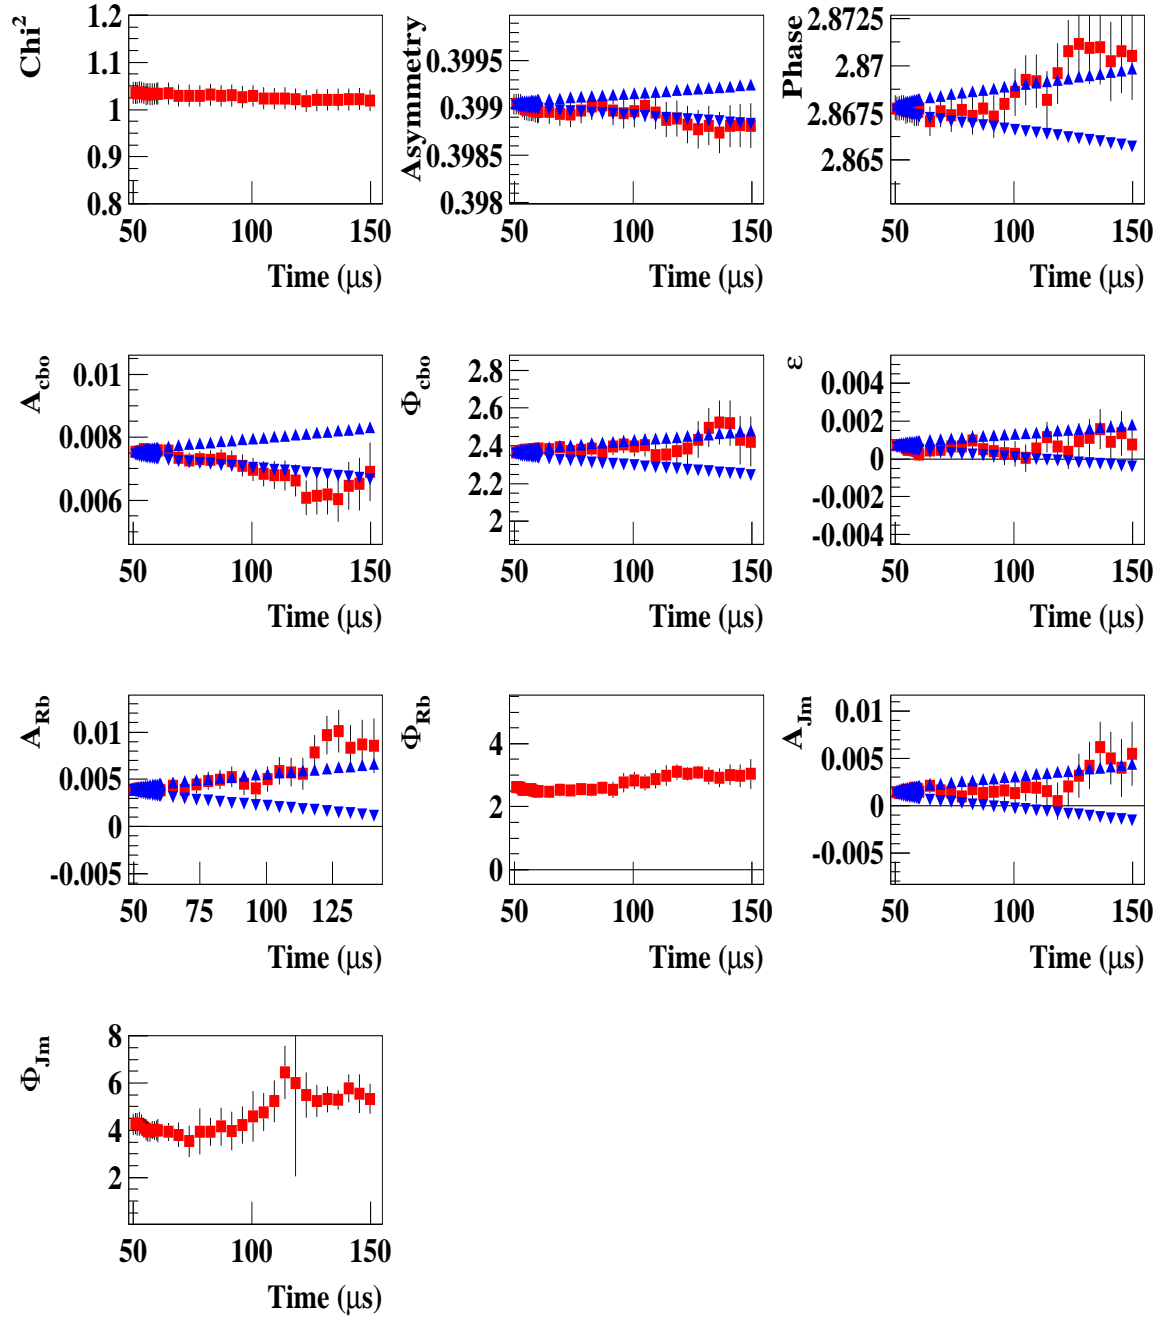 Chi²
1.2
1.1
1
0.9
0.8
50 100 150
Time (μs)
Asymmetry
0.3995
0.399
0.3985
0.398
50 100 150
Time (μs)
Phase
2.8725
2.87
2.8675
2.865
50 100 150
Time (μs)
A_cbo
0.01
0.008
0.006
50 100 150
Time (μs)
Φ_cbo
2.8
2.6
2.4
2.2
2
50 100 150
Time (μs)
ε
0.004
0.002
0
-0.002
-0.004
50 100 150
Time (μs)
A_Rb
0.01
0.005
0
-0.005
50 75 100 125
Time (μs)
Φ_Rb
4
2
0
50 100 150
Time (μs)
A_Jm
0.01
0.005
0
-0.005
50 100 150
Time (μs)
Φ_Jm
8
6
4
2
50 100 150
Time (μs)